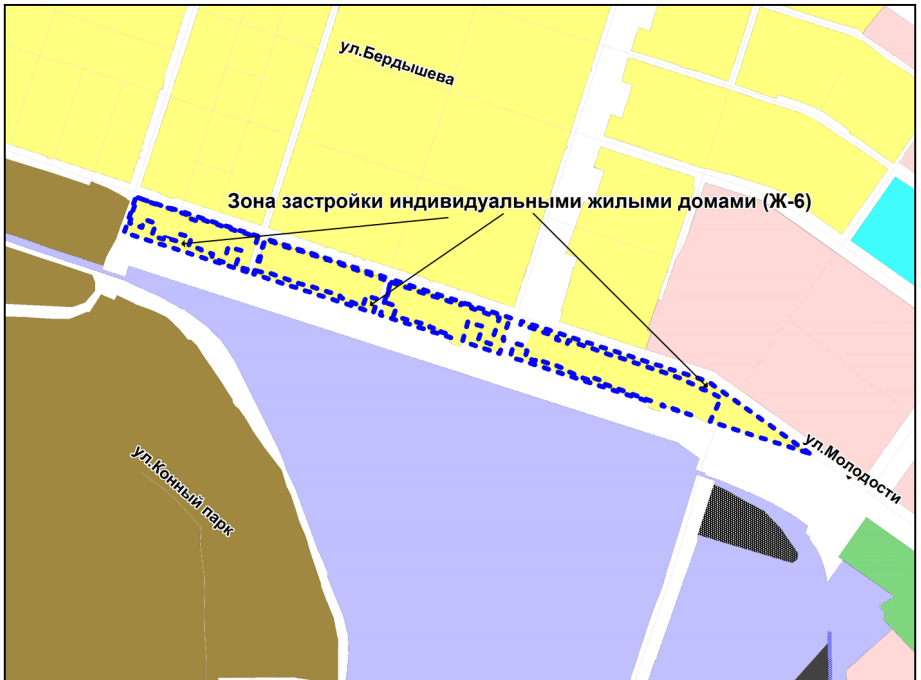 ул.Бердышева
Зона застройки индивидуальными жилыми домами (Ж-6)
ул.Молодости
ул.Конный парк